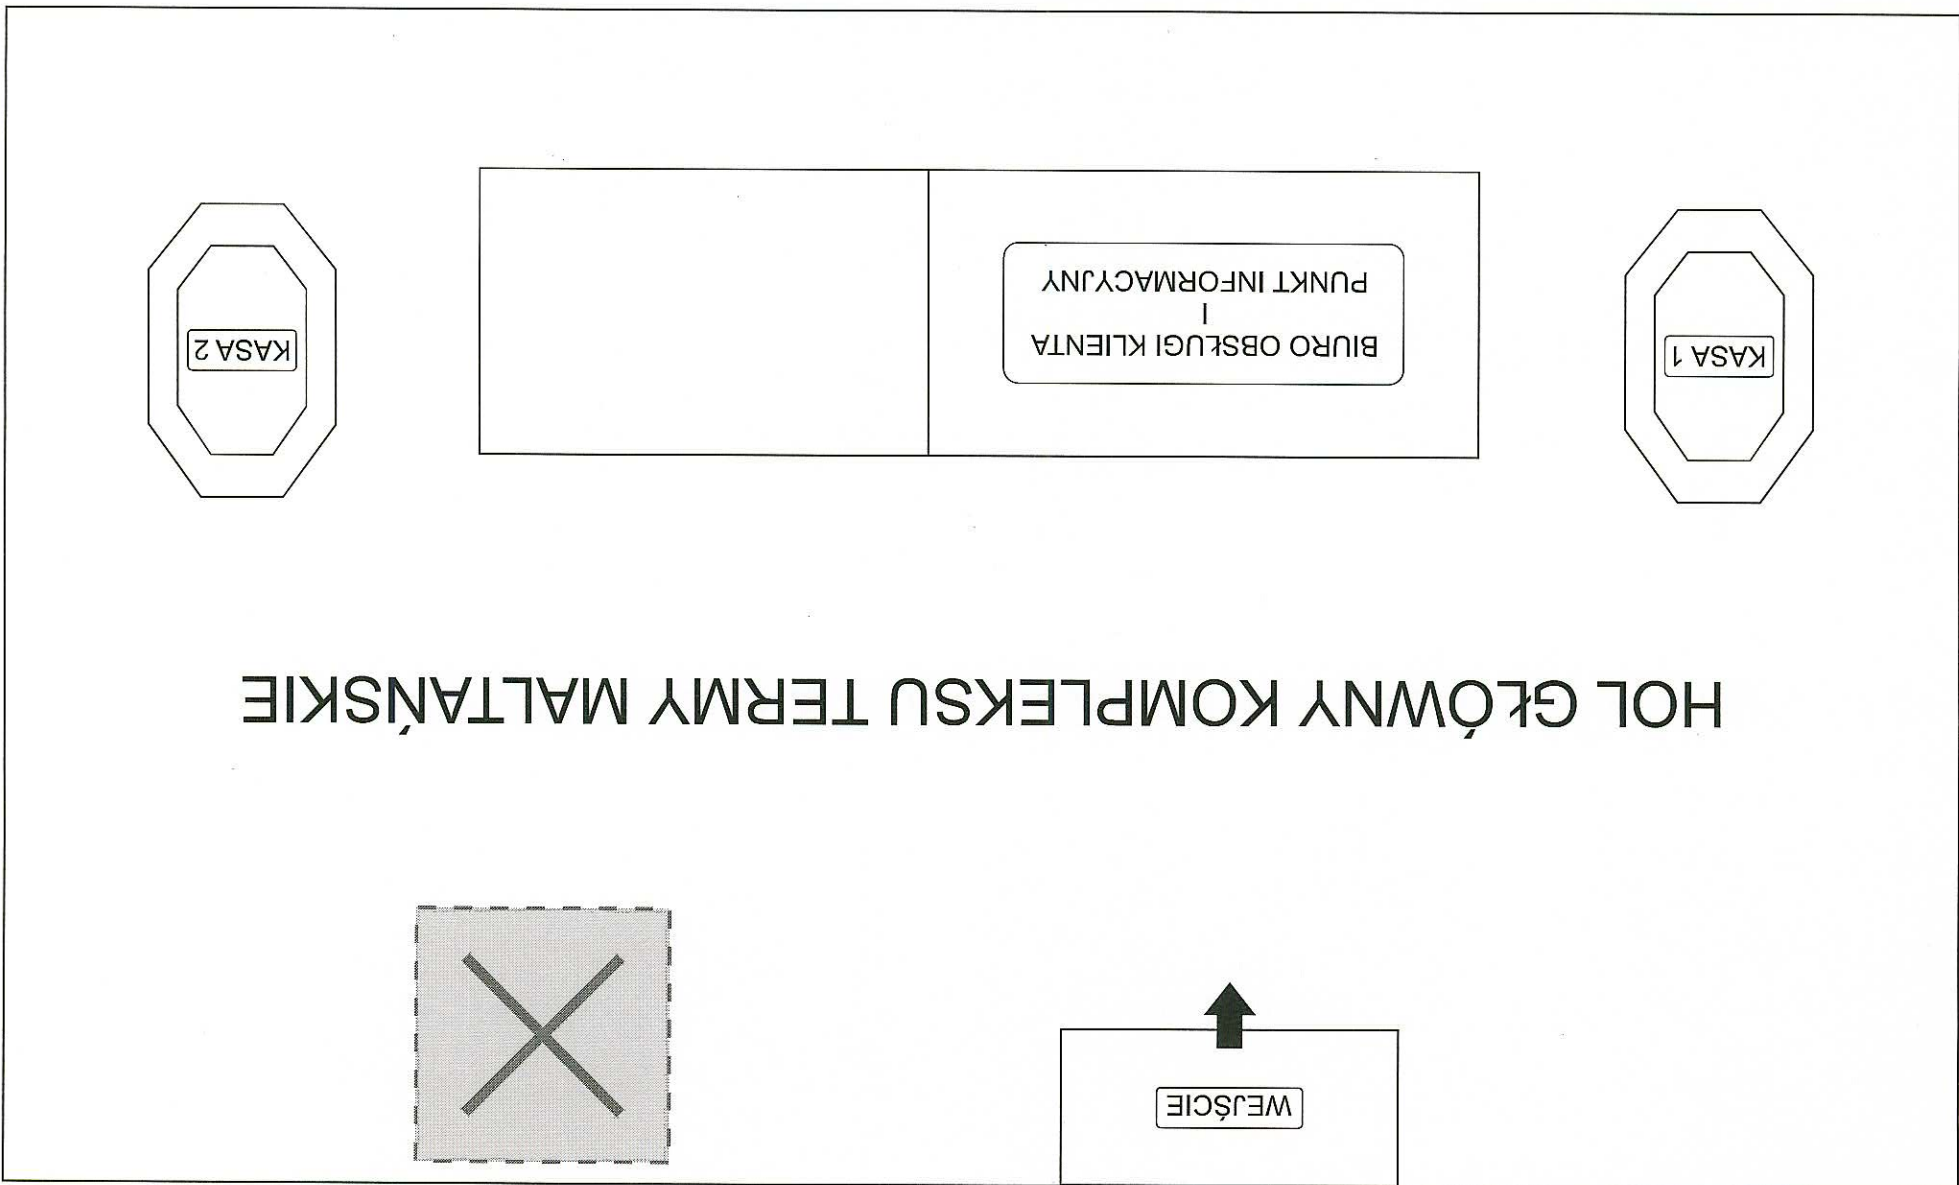 WEJŚCIE
HOL GŁÓWNY KOMPLEKSU TERMY MALTAŃSKIE
KASA 1
BIURO OBSŁUGI KLIENTA
I
PUNKT INFORMACYJNY
KASA 2